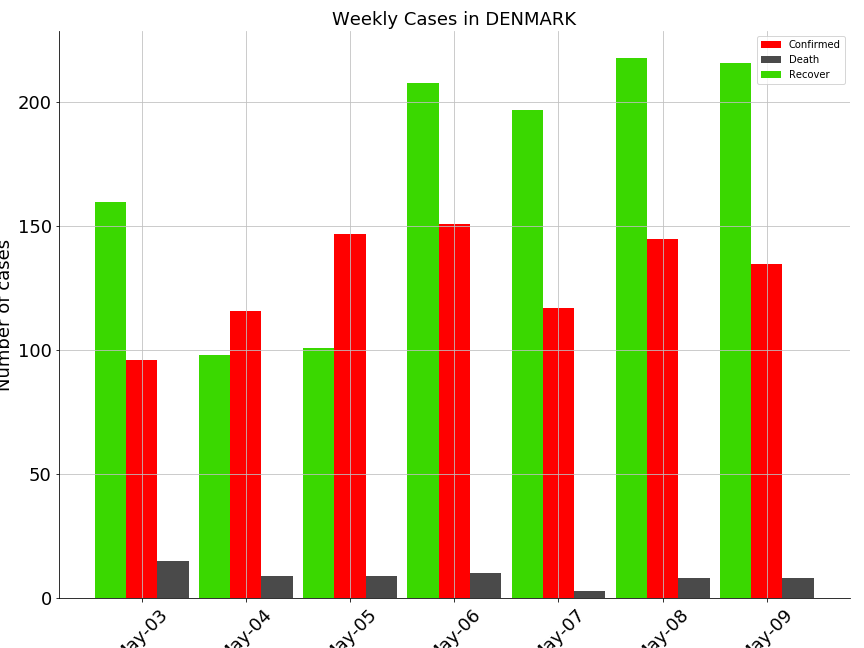 Weekly Cases in DENMARK
Confirmed
Death
Recover
200
150
100
50
0
Number of cases
May-03
May-04
May-05
May-06
May-07
May-08
May-09